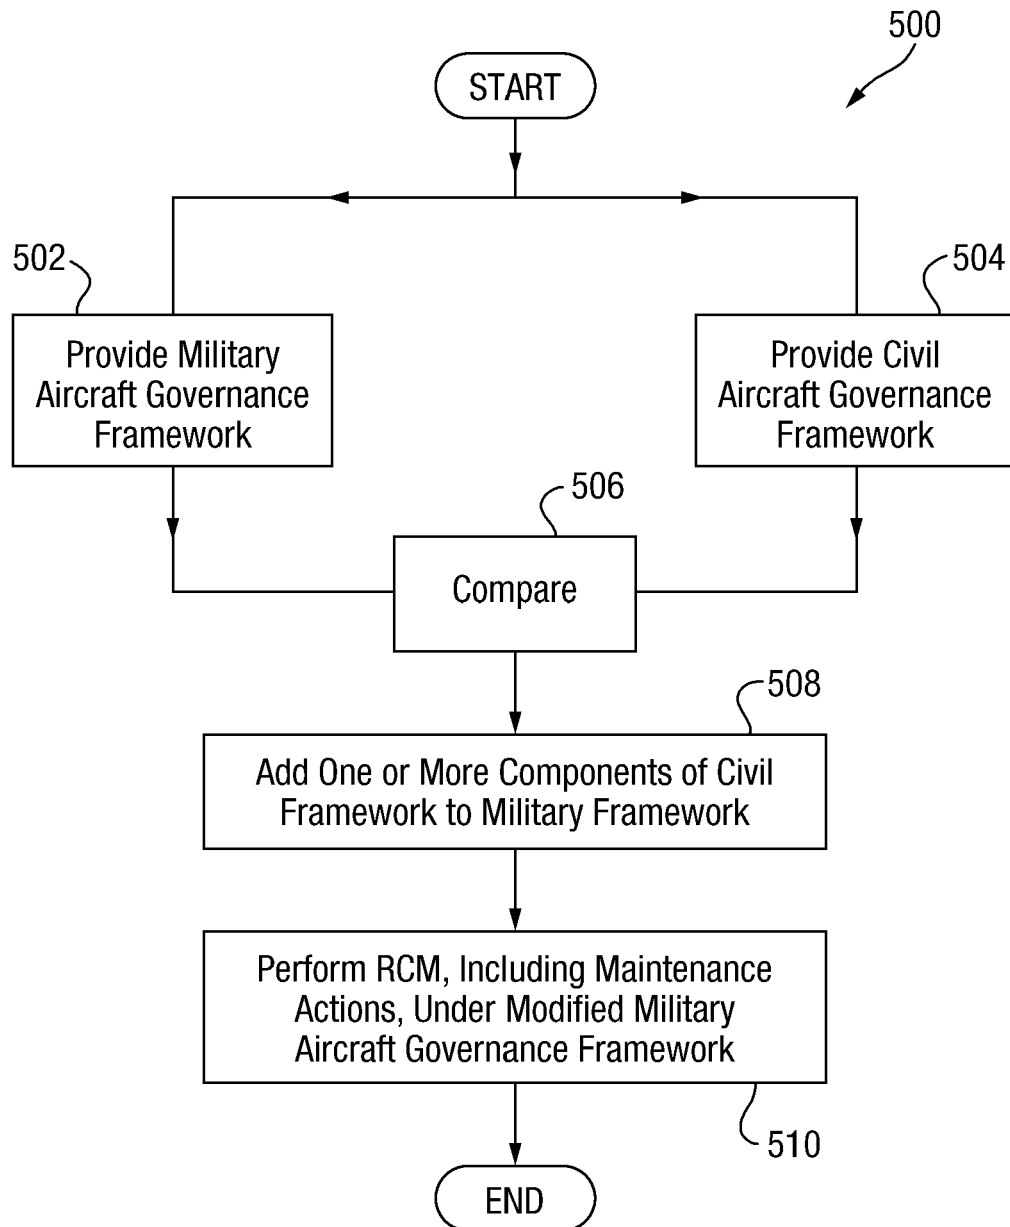 500
START
502
504
Provide Military
Aircraft Governance
Framework
Provide Civil
Aircraft Governance
Framework
506
Compare
508
Add One or More Components of Civil
Framework to Military Framework
Perform RCM, Including Maintenance
Actions, Under Modified Military
Aircraft Governance Framework
510
END